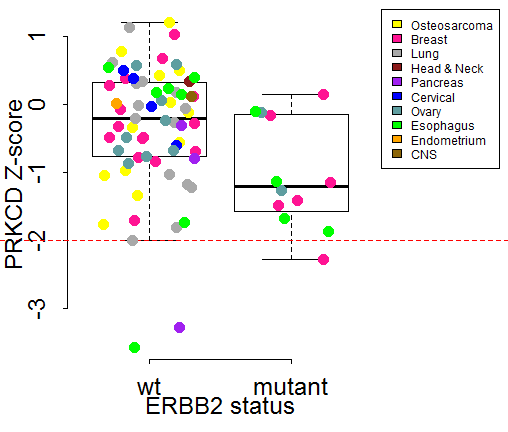 PRKCD Z-score
1
0
-1
-2
-3
wt mutant
ERBB2 status
Osteosarcoma
Breast
Lung
Head & Neck
Pancreas
Cervical
Ovary
Esophagus
Endometrium
CNS